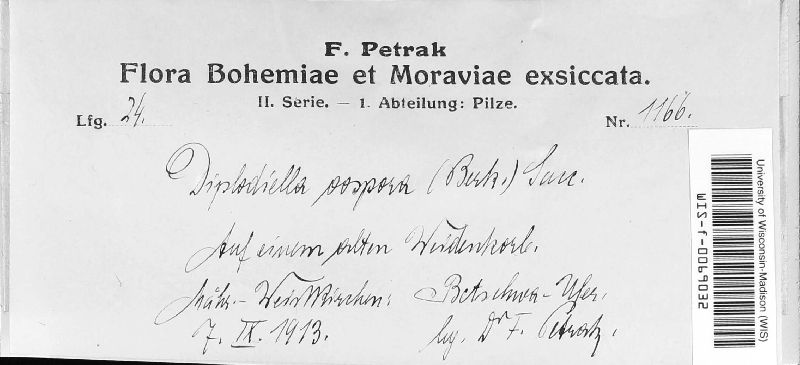 F. Petrak
Flora Bohemiae et Moraviae exsiccata.
II. Serie. — 1. Abteilung: Pilze.
Lfg. 24.
Nr. 1166.
Diplodiella oospora (Berk.) Sacc.
Auf einem alten Weidenkorb.
Mähr.-Weisskirchen: Betschwa-Ufer.
7. IX. 1913.
lg. Dr F. Petrak.
University of Wisconsin-Madison (WIS)
WIS-f-0069032